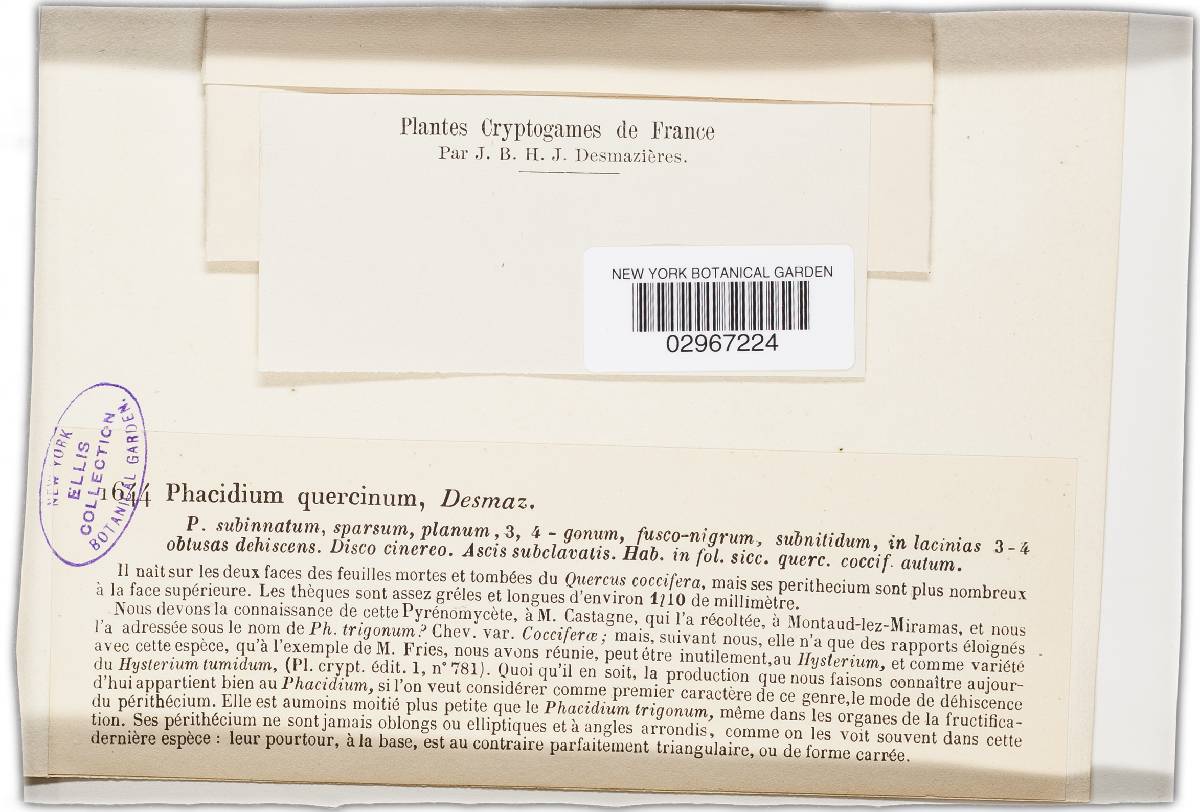 Plantes Cryptogames de France
Par J. B. H. J. Desmazières.
NEW YORK BOTANICAL GARDEN
02967224
NEW YORK
ELLIS
COLLECTION
BOTANICAL GARDEN.
1644 Phacidium quercinum, Desmaz.
P. subinnatum, sparsum, planum, 3, 4 - gonum, fusco-nigrum, subnitidum, in lacinias 3-4
obtusas dehiscens. Disco cinereo. Ascis subclavatis. Hab. in fol. sicc. querc. coccif. autum.
Il naît sur les deux faces des feuilles mortes et tombées du Quercus coccifera, mais ses perithecium sont plus nombreux
à la face supérieure. Les thèques sont assez grêles et longues d'environ 1/10 de millimètre.
Nous devons la connaissance de cette Pyrénomycète, à M. Castagne, qui l'a récoltée, à Montaud-lez-Miramas, et nous
l'a adressée sous le nom de Ph. trigonum? Chev. var. Cocciferæ; mais, suivant nous, elle n'a que des rapports éloignés
avec cette espèce, qu'à l'exemple de M. Fries, nous avons réunie, peut être inutilement, au Hysterium, et comme variété
du Hysterium tumidum, (Pl. crypt. édit. 1, n° 781). Quoi qu'il en soit, la production que nous faisons connaître aujour-
d'hui appartient bien au Phacidium, si l'on veut considérer comme premier caractère de ce genre, le mode de déhiscence
du périthécium. Elle est aumoins moitié plus petite que le Phacidium trigonum, même dans les organes de la fructifica-
tion. Ses périthécium ne sont jamais oblongs ou elliptiques et à angles arrondis, comme on les voit souvent dans cette
dernière espèce : leur pourtour, à la base, est au contraire parfaitement triangulaire, ou de forme carrée.